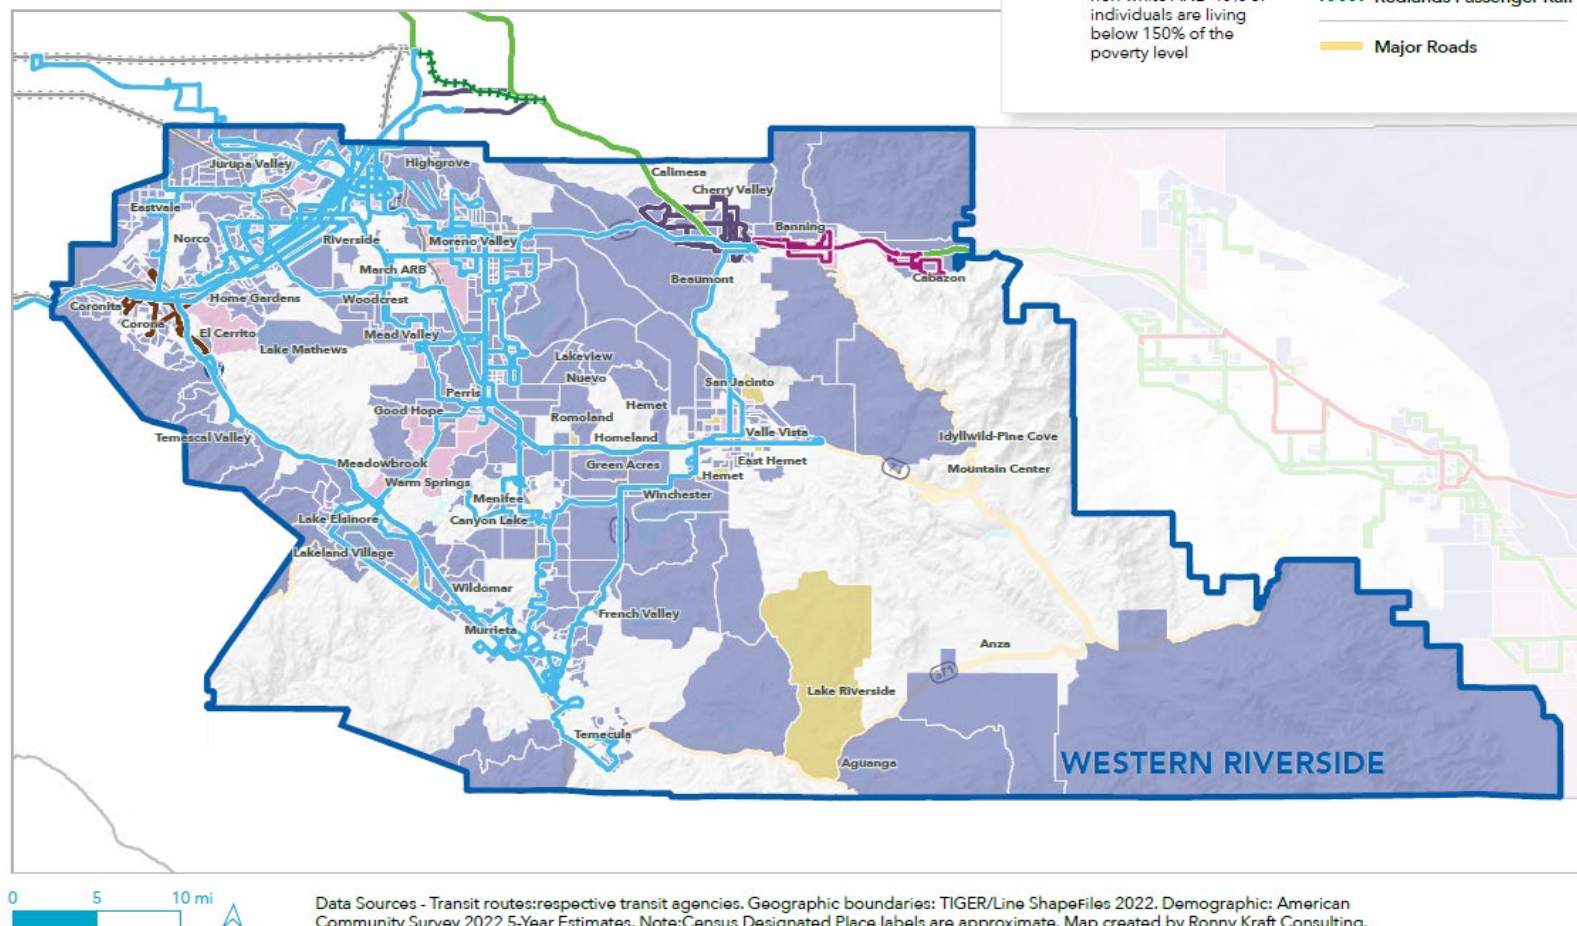 individuals are living
below 150% of the
poverty level
Major Roads
Jurupa Valley
Highgrove
Calimesa
Cherry Valley
Eastvale
Norco
Riverside
Moreno Valley
Banning
March ARB
Beaumont
Cabazon
Coronita
Home Gardens
Woodcrest
Corona
El Cerrito
Mead Valley
Lake Mathews
Lakeview
Nuevo
San Jacinto
Perris
Good Hope
Hemet
Romoland
Temescal Valley
Homeland
Valle Vista
Idyllwild-Pine Cove
Meadowbrook
Green Acres
East Hemet
74
Mountain Center
Warm Springs
Hemet
Menifee
Winchester
Lake Elsinore
Canyon Lake
Lakeland Village
Wildomar
French Valley
Murrieta
Anza
371
Lake Riverside
Temecula
Aguanga
WESTERN RIVERSIDE
0 5 10 mi
Data Sources - Transit routes:respective transit agencies. Geographic boundaries: TIGER/Line ShapeFiles 2022. Demographic: American
Community Survey 2022 5-Year Estimates. Note:Census Designated Place labels are approximate. Map created by Ronny Kraft Consulting.